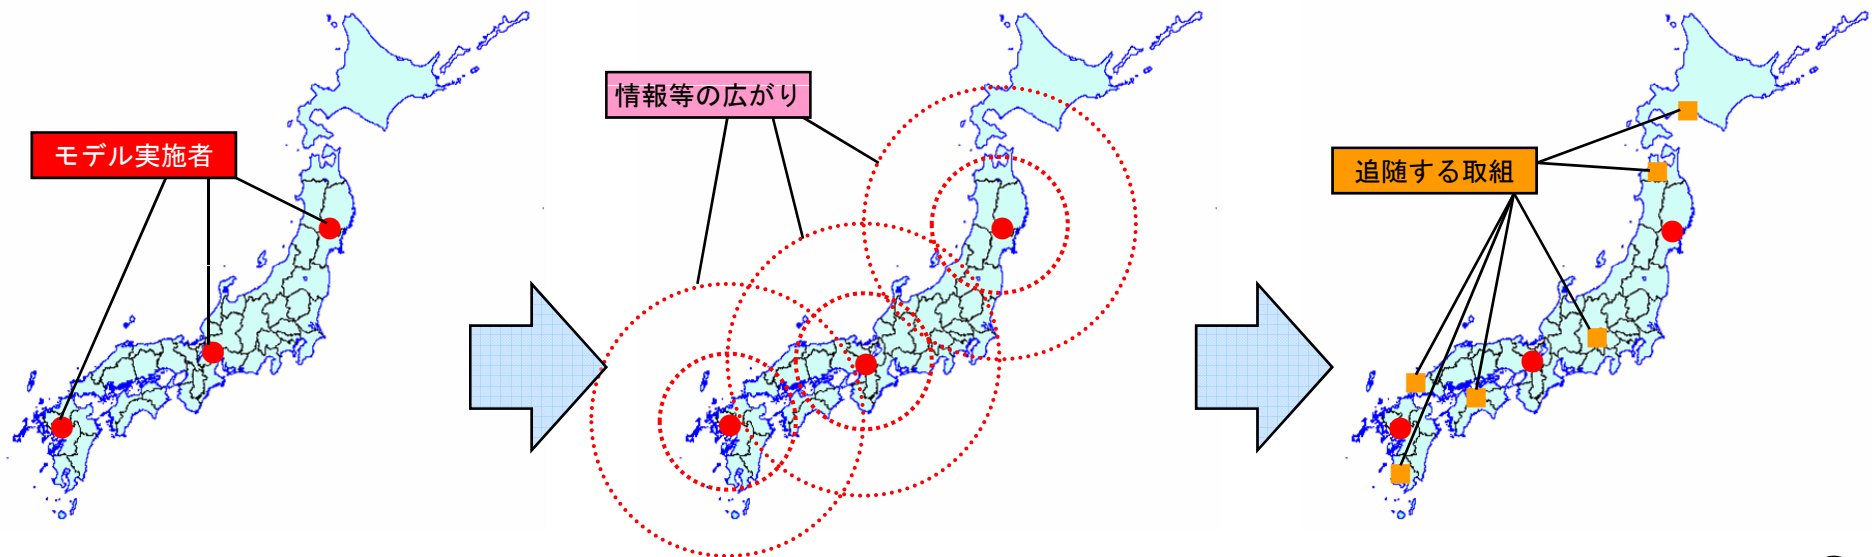 モデル実施者
情報等の広がり
追随する取組